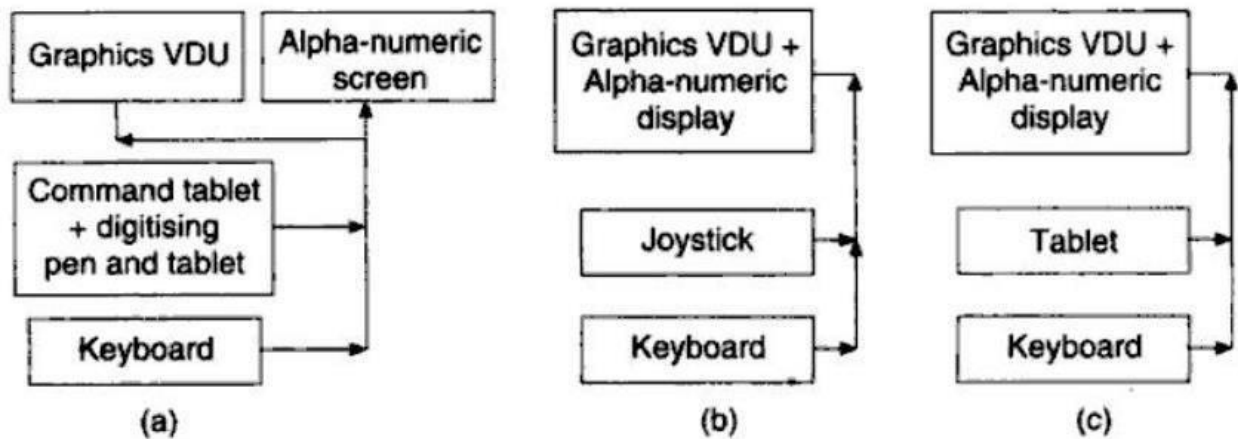 Graphics VDU
Alpha-numeric
screen
Command tablet
+ digitising
pen and tablet
Keyboard
(a)
Graphics VDU +
Alpha-numeric
display
Joystick
Keyboard
(b)
Graphics VDU +
Alpha-numeric
display
Tablet
Keyboard
(c)